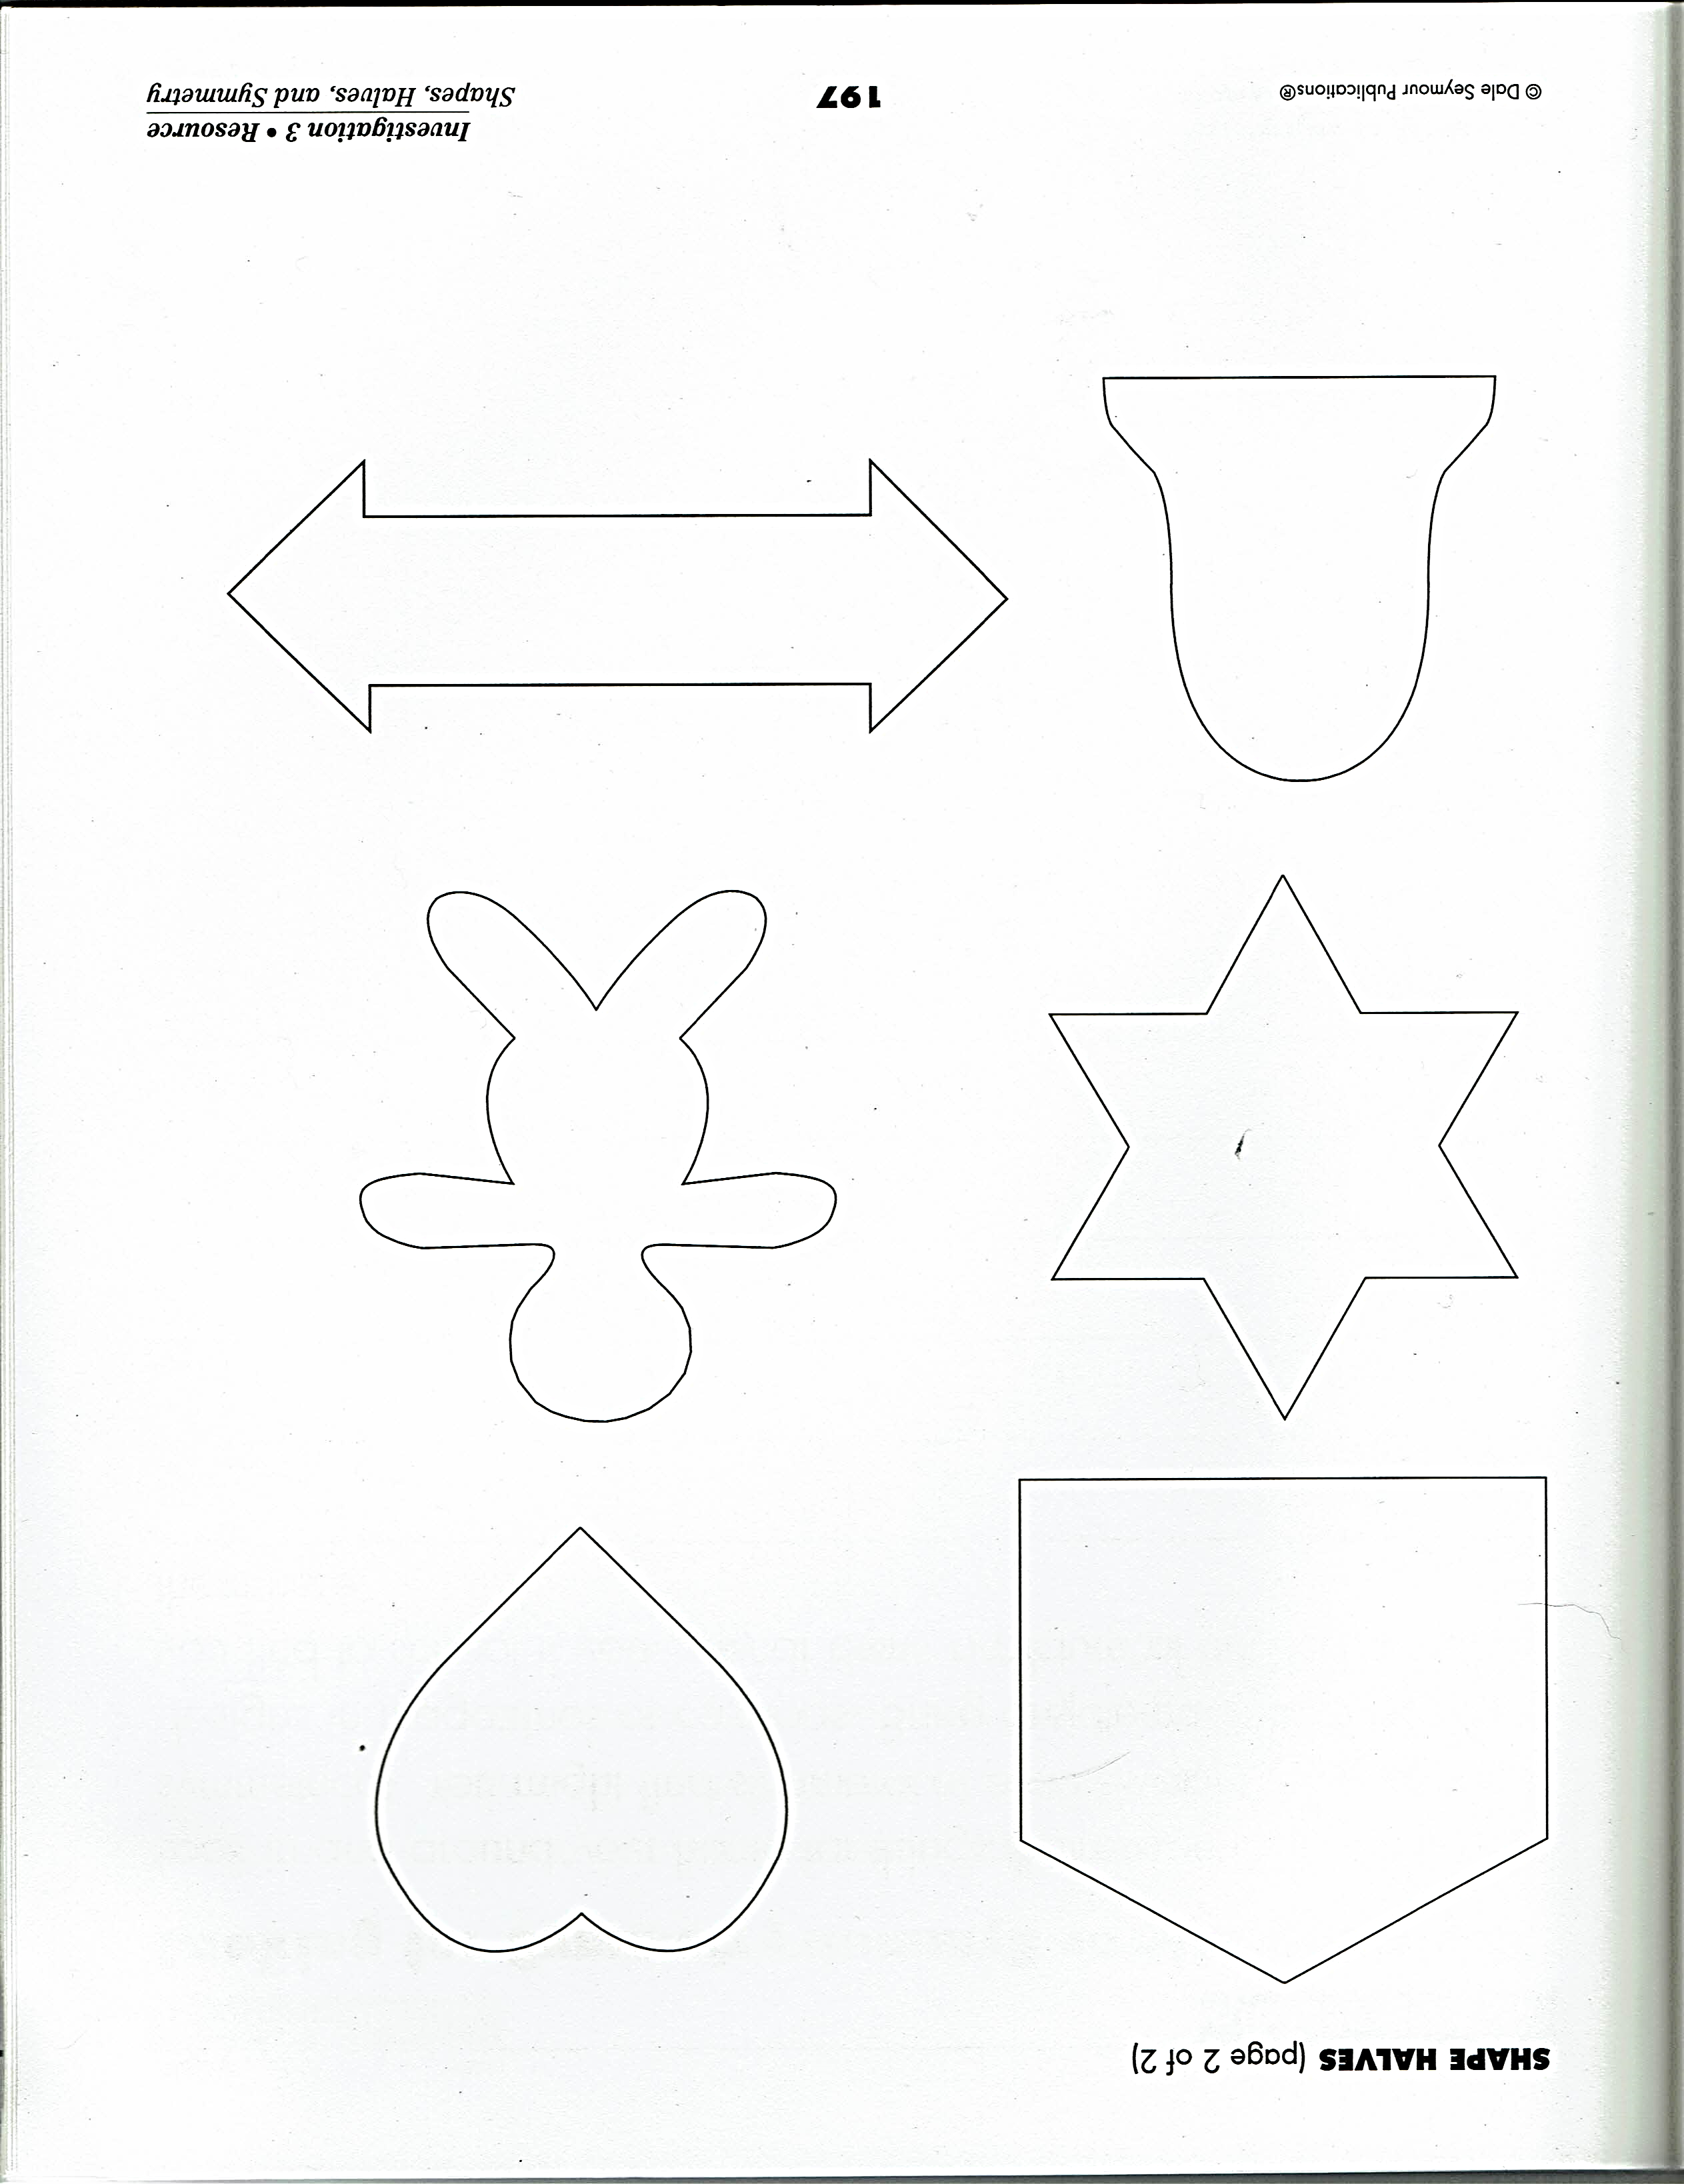 SHAPE HALVES (page 2 of 2)
© Dale Seymour Publications®
197
Investigation 3 • Resource
Shapes, Halves, and Symmetry